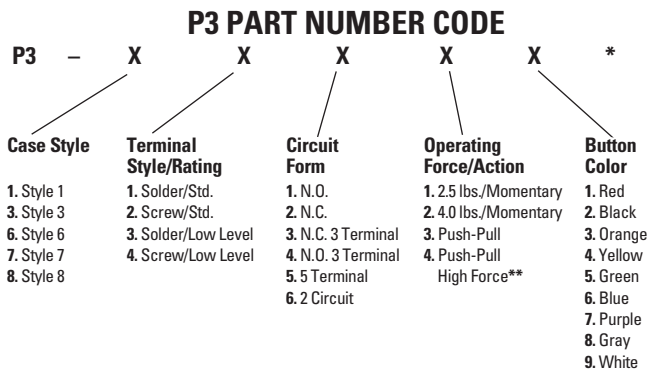 P3 PART NUMBER CODE
P3 – X X X X X *
Case Style
1. Style 1
3. Style 3
6. Style 6
7. Style 7
8. Style 8
Terminal
Style/Rating
1. Solder/Std.
2. Screw/Std.
3. Solder/Low Level
4. Screw/Low Level
Circuit
Form
1. N.O.
2. N.C.
3. N.C. 3 Terminal
4. N.O. 3 Terminal
5. 5 Terminal
6. 2 Circuit
Operating
Force/Action
1. 2.5 lbs./Momentary
2. 4.0 lbs./Momentary
3. Push-Pull
4. Push-Pull
High Force**
Button
Color
1. Red
2. Black
3. Orange
4. Yellow
5. Green
6. Blue
7. Purple
8. Gray
9. White